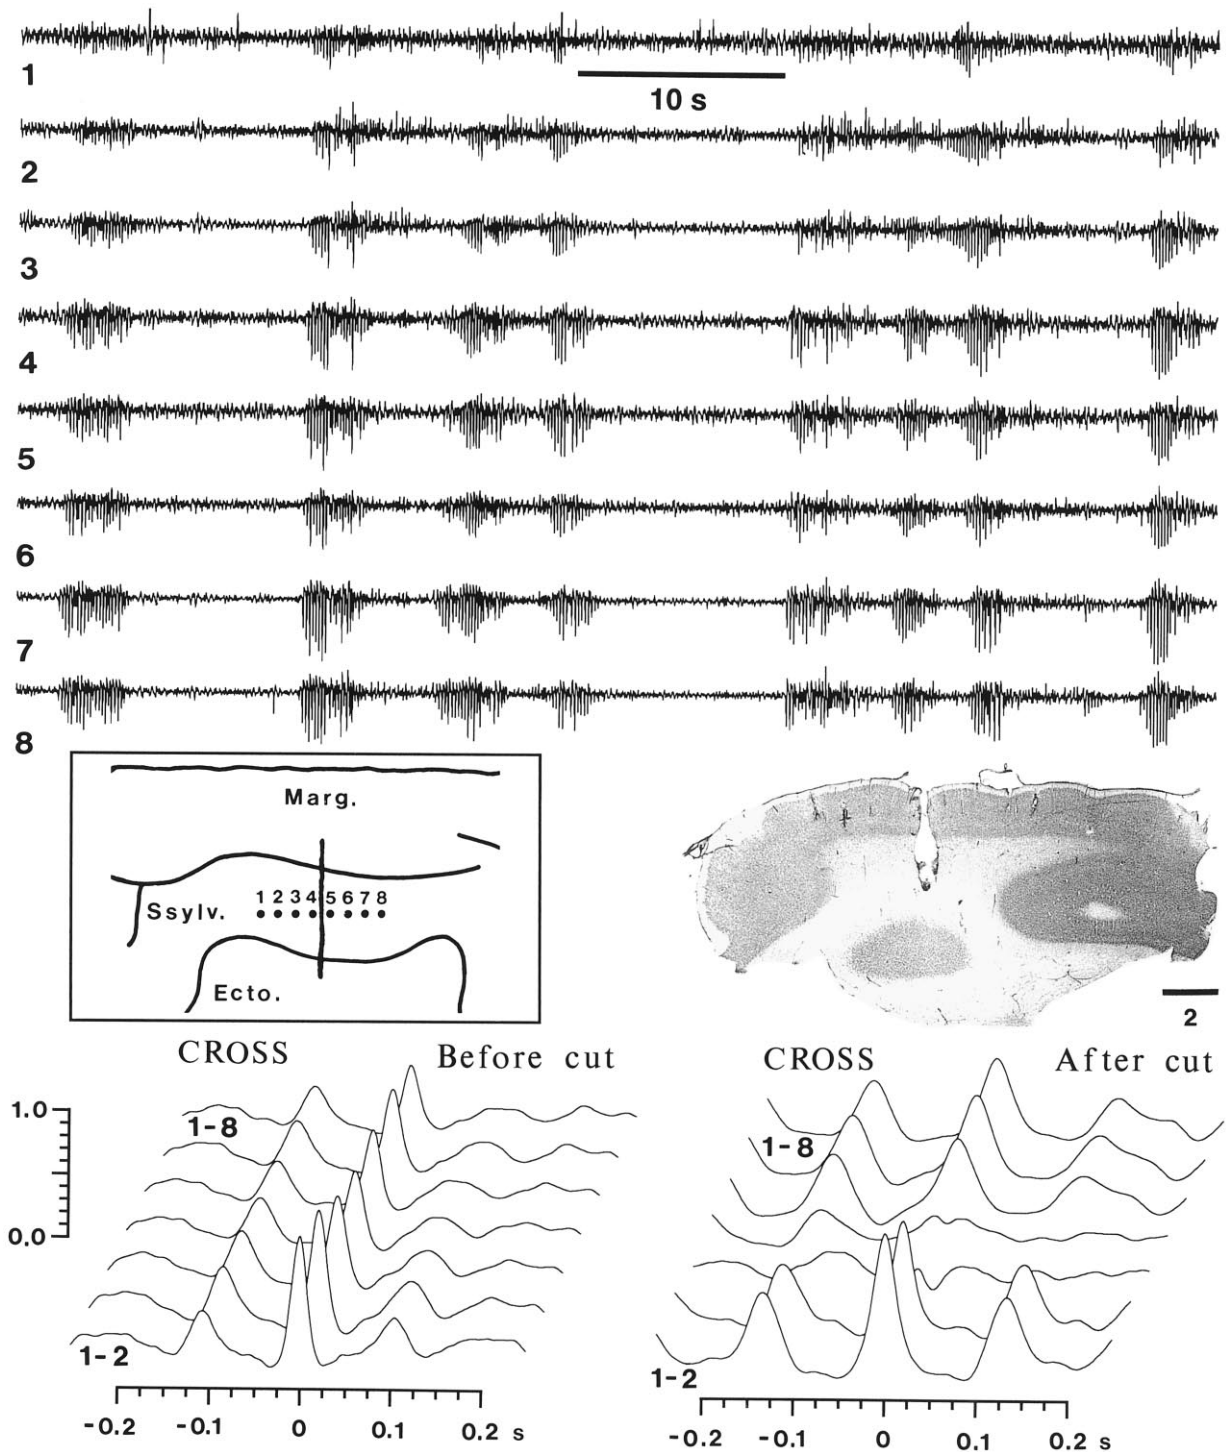 1
10 s
2
3
4
5
6
7
8
Marg.
1 2 3 4 5 6 7 8
Ssylv.
Ecto.
2
CROSS Before cut
1.0
1-8
0.0
1-2
-0.2 -0.1 0 0.1 0.2 s
CROSS After cut
1-8
1-2
-0.2 -0.1 0 0.1 0.2 s